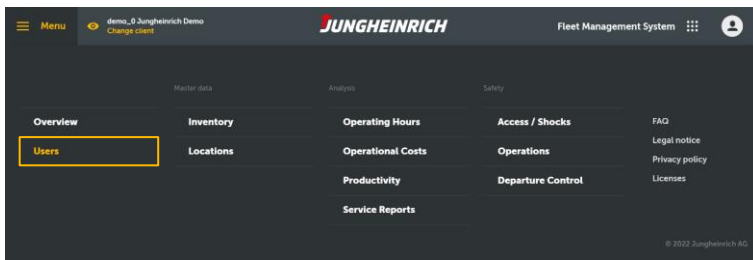 Menu
demo_0 Jungheinrich Demo
Change client
JUNGHEINRICH
Fleet Management System
Master data
Analysis
Safety
Overview
Inventory
Operating Hours
Access / Shocks
FAQ
Users
Locations
Operational Costs
Operations
Legal notice
Privacy policy
Productivity
Departure Control
Licenses
Service Reports
© 2022 Jungheinrich AG